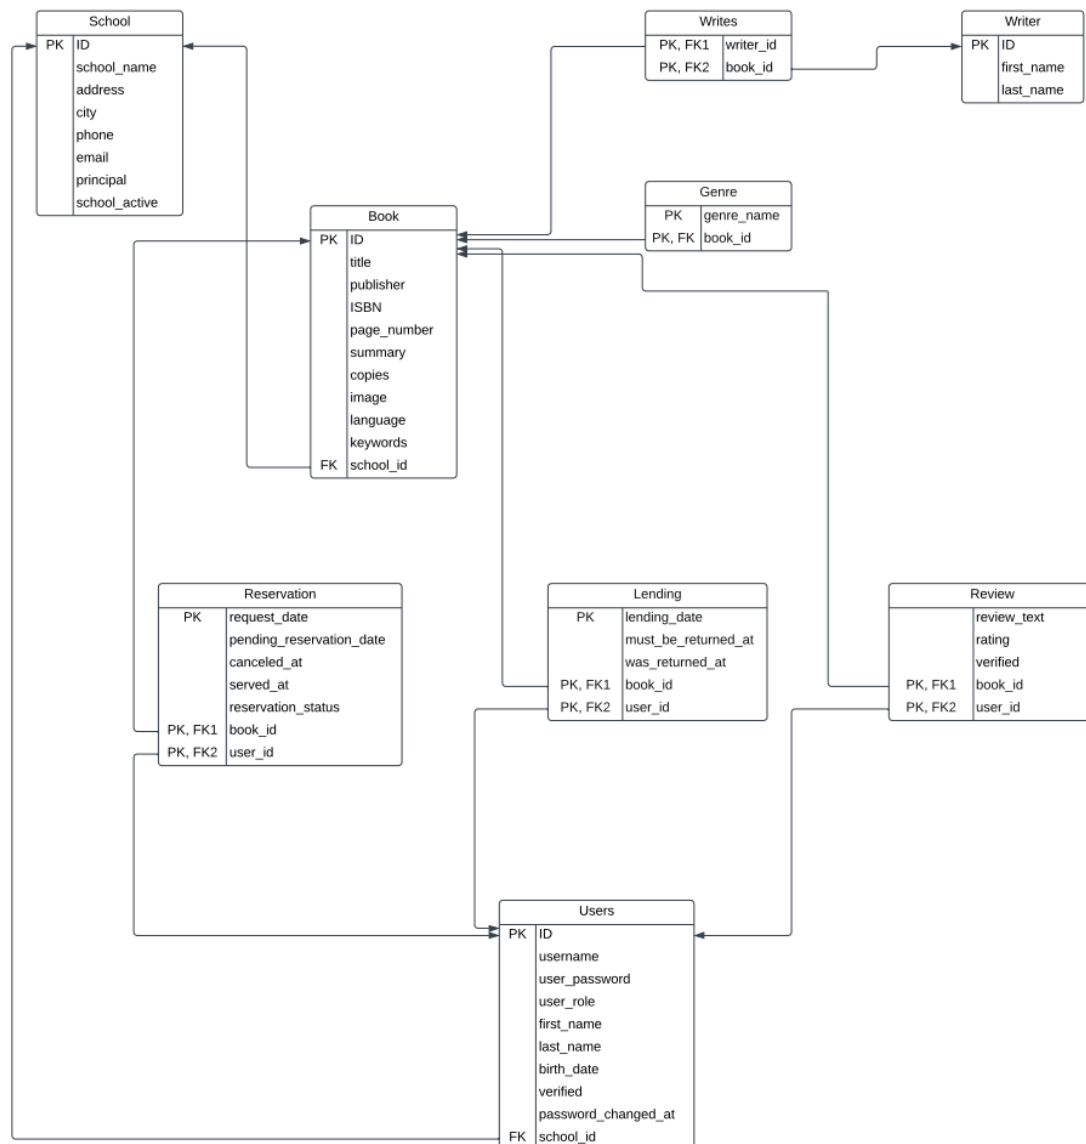 School
PK ID
school_name
address
city
phone
email
principal
school_active
Writes
PK, FK1 writer_id
PK, FK2 book_id
Writer
PK ID
first_name
last_name
Genre
PK genre_name
PK, FK book_id
Book
PK ID
title
publisher
ISBN
page_number
summary
copies
image
language
keywords
FK school_id
Reservation
PK request_date
pending_reservation_date
canceled_at
served_at
reservation_status
PK, FK1 book_id
PK, FK2 user_id
Lending
PK lending_date
must_be_returned_at
was_returned_at
PK, FK1 book_id
PK, FK2 user_id
Review
review_text
rating
verified
PK, FK1 book_id
PK, FK2 user_id
Users
PK ID
username
user_password
user_role
first_name
last_name
birth_date
verified
password_changed_at
FK school_id